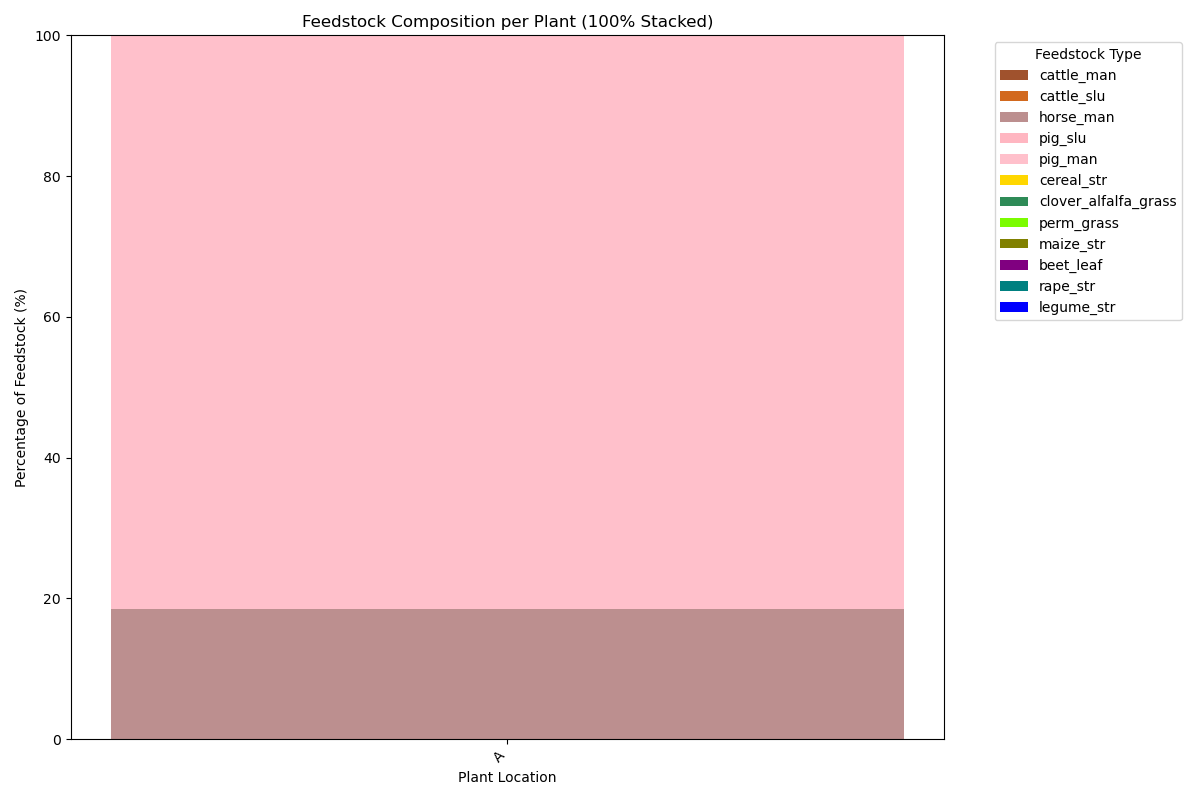 Feedstock Composition per Plant (100% Stacked)
Percentage of Feedstock (%)
100
80
60
40
20
0
A
Plant Location
Feedstock Type
cattle_man
cattle_slu
horse_man
pig_slu
pig_man
cereal_str
clover_alfalfa_grass
perm_grass
maize_str
beet_leaf
rape_str
legume_str